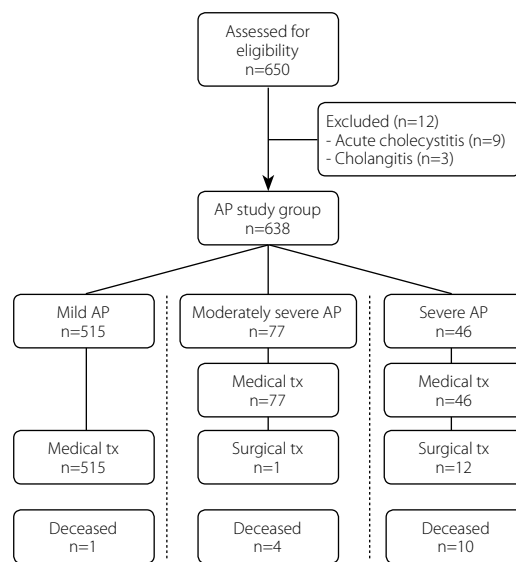 Assessed for
eligibility
n=650
Excluded (n=12)
- Acute cholecystitis (n=9)
- Cholangitis (n=3)
AP study group
n=638
Mild AP
n=515
Moderately severe AP
n=77
Severe AP
n=46
Medical tx
n=77
Medical tx
n=46
Medical tx
n=515
Surgical tx
n=1
Surgical tx
n=12
Deceased
n=1
Deceased
n=4
Deceased
n=10